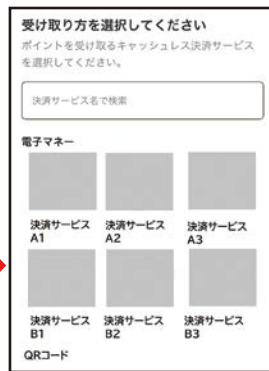 受け取り方を選択してください
ポイントを受け取るキャッシュレス決済サービス
を選択してください。
決済サービス名で検索
電子マネー
決済サービス 決済サービス 決済サービス
A1 A2 A3
決済サービス 決済サービス 決済サービス
B1 B2 B3
QRコード